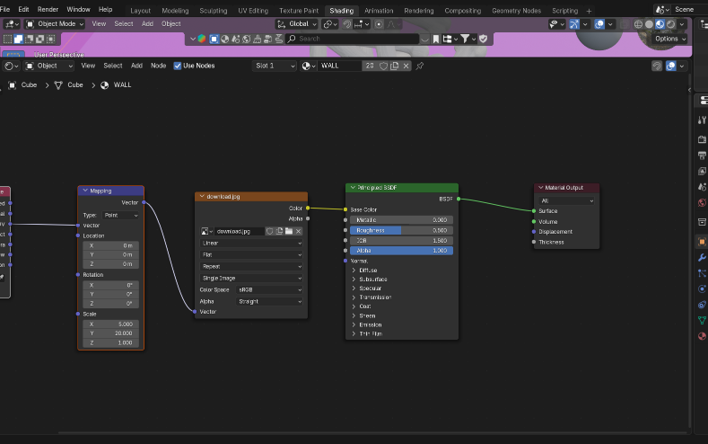 File Edit Render Window Help Layout Modeling Sculpting UV Editing Texture Paint Shading Animation Rendering Compositing Geometry Nodes Scripting + Scene
Object Mode View Select Add Object Global
Search Options
User Perspective
Object View Select Add Node Use Nodes Slot 1 WALL
Cube > Cube > WALL
Mapping
Vector
Type: Point
Vector
Location
X 0 m
Y 0 m
Z 0 m
Rotation
X 0°
Y 0°
Z 0°
Scale
X 5.000
Y 20.000
Z 1.000
download.jpg
Color
Alpha
download.jpg
Linear
Flat
Repeat
Single Image
Color Space sRGB
Alpha Straight
Vector
Principled BSDF
BSDF
Base Color
Metallic 0.000
Roughness 0.500
IOR 1.500
Alpha 1.000
Normal
Diffuse
Subsurface
Specular
Transmission
Coat
Sheen
Emission
Thin Film
Material Output
All
Surface
Volume
Displacement
Thickness